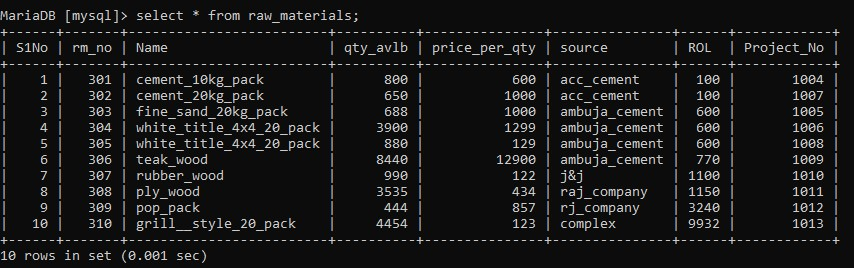 MariaDB [mysql]> select * from raw_materials;
+------+-------+--------------------------+----------+---------------+---------------+------+------------+
| S1No | rm_no | Name                     | qty_avlb | price_per_qty | source        | ROL  | Project_No |
+------+-------+--------------------------+----------+---------------+---------------+------+------------+
|    1 |   301 | cement_10kg_pack         |      800 |           600 | acc_cement    |  100 |       1004 |
|    2 |   302 | cement_20kg_pack         |      650 |          1000 | acc_cement    |  100 |       1007 |
|    3 |   303 | fine_sand_20kg_pack      |      688 |          1000 | ambuja_cement |  600 |       1005 |
|    4 |   304 | white_title_4x4_20_pack  |     3900 |          1299 | ambuja_cement |  600 |       1006 |
|    5 |   305 | white_title_4x4_20_pack  |      880 |           129 | ambuja_cement |  600 |       1008 |
|    6 |   306 | teak_wood                |     8440 |         12900 | ambuja_cement |  770 |       1009 |
|    7 |   307 | rubber_wood              |      990 |           122 | j&j           | 1100 |       1010 |
|    8 |   308 | ply_wood                 |     3535 |           434 | raj_company   | 1150 |       1011 |
|    9 |   309 | pop_pack                 |      444 |           857 | rj_company    | 3240 |       1012 |
|   10 |   310 | grill__style_20_pack     |     4454 |           123 | complex       | 9932 |       1013 |
+------+-------+--------------------------+----------+---------------+---------------+------+------------+
10 rows in set (0.001 sec)